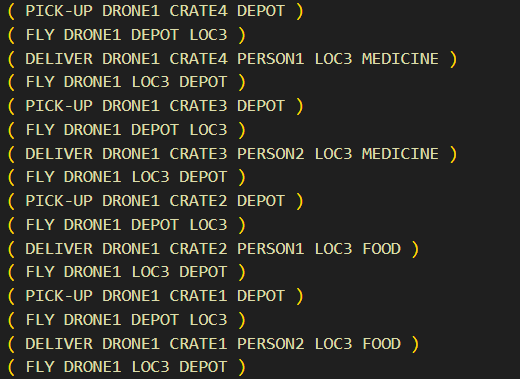 ( PICK-UP DRONE1 CRATE4 DEPOT )
( FLY DRONE1 DEPOT LOC3 )
( DELIVER DRONE1 CRATE4 PERSON1 LOC3 MEDICINE )
( FLY DRONE1 LOC3 DEPOT )
( PICK-UP DRONE1 CRATE3 DEPOT )
( FLY DRONE1 DEPOT LOC3 )
( DELIVER DRONE1 CRATE3 PERSON2 LOC3 MEDICINE )
( FLY DRONE1 LOC3 DEPOT )
( PICK-UP DRONE1 CRATE2 DEPOT )
( FLY DRONE1 DEPOT LOC3 )
( DELIVER DRONE1 CRATE2 PERSON1 LOC3 FOOD )
( FLY DRONE1 LOC3 DEPOT )
( PICK-UP DRONE1 CRATE1 DEPOT )
( FLY DRONE1 DEPOT LOC3 )
( DELIVER DRONE1 CRATE1 PERSON2 LOC3 FOOD )
( FLY DRONE1 LOC3 DEPOT )